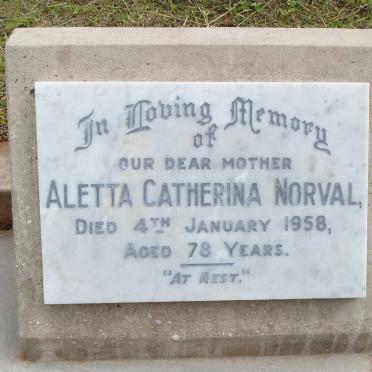 In Loving Memory
of
OUR DEAR MOTHER
ALETTA CATHERINA NORVAL,
DIED 4TH JANUARY 1958,
AGED 78 YEARS.
"AT REST."